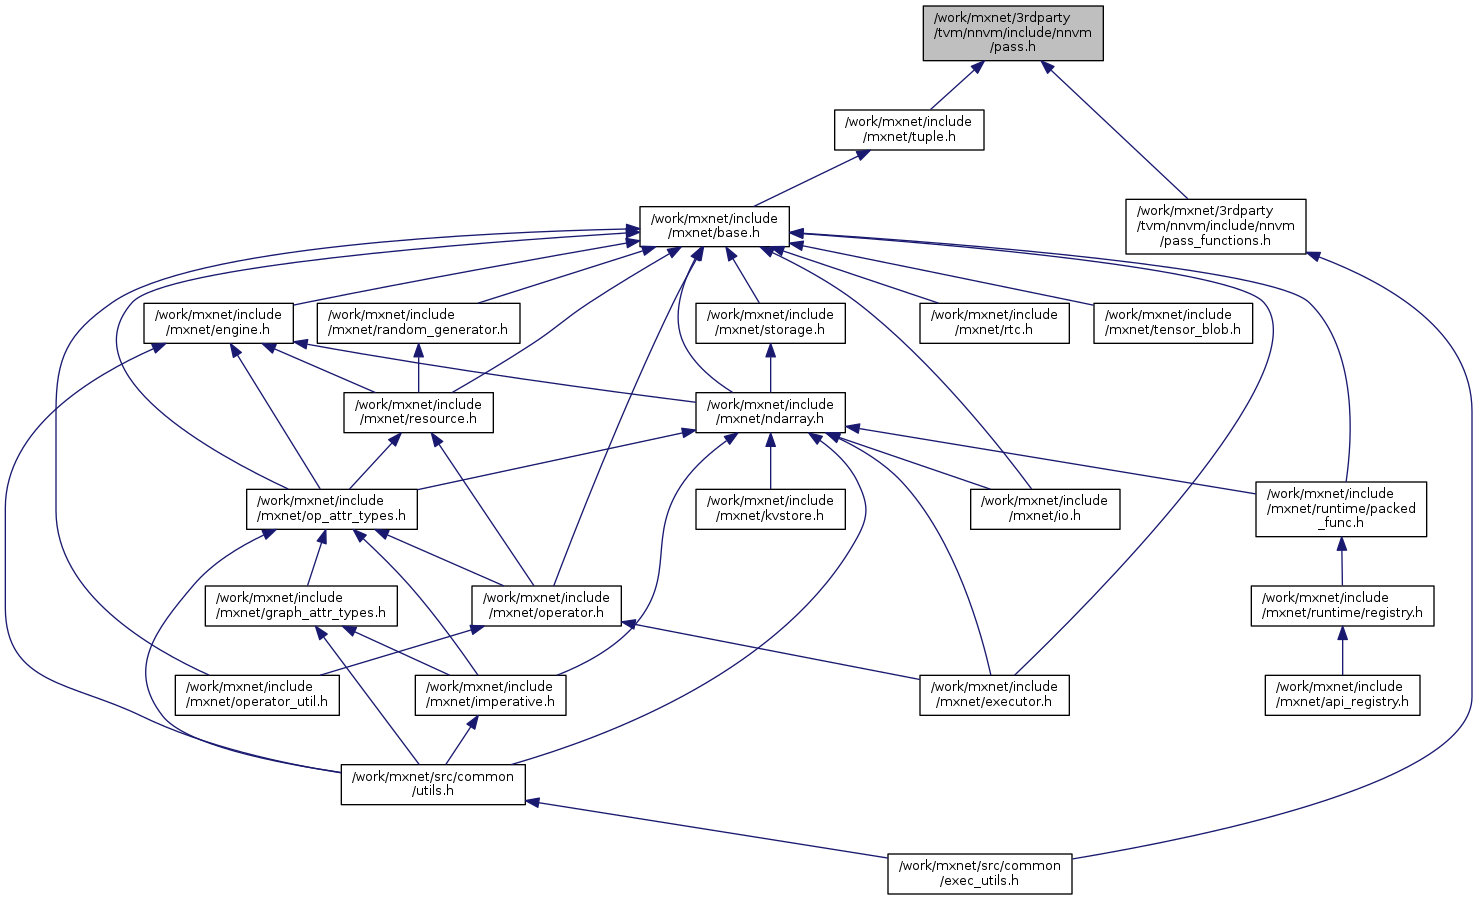 /work/mxnet/3rdparty
/tvm/nnvm/include/nnvm
/pass.h
/work/mxnet/include
/mxnet/tuple.h
/work/mxnet/include
/mxnet/base.h
/work/mxnet/3rdparty
/tvm/nnvm/include/nnvm
/pass_functions.h
/work/mxnet/include
/mxnet/engine.h
/work/mxnet/include
/mxnet/random_generator.h
/work/mxnet/include
/mxnet/storage.h
/work/mxnet/include
/mxnet/rtc.h
/work/mxnet/include
/mxnet/tensor_blob.h
/work/mxnet/include
/mxnet/resource.h
/work/mxnet/include
/mxnet/ndarray.h
/work/mxnet/include
/mxnet/op_attr_types.h
/work/mxnet/include
/mxnet/kvstore.h
/work/mxnet/include
/mxnet/io.h
/work/mxnet/include
/mxnet/runtime/packed
_func.h
/work/mxnet/include
/mxnet/graph_attr_types.h
/work/mxnet/include
/mxnet/operator.h
/work/mxnet/include
/mxnet/runtime/registry.h
/work/mxnet/include
/mxnet/operator_util.h
/work/mxnet/include
/mxnet/imperative.h
/work/mxnet/include
/mxnet/executor.h
/work/mxnet/include
/mxnet/api_registry.h
/work/mxnet/src/common
/utils.h
/work/mxnet/src/common
/exec_utils.h